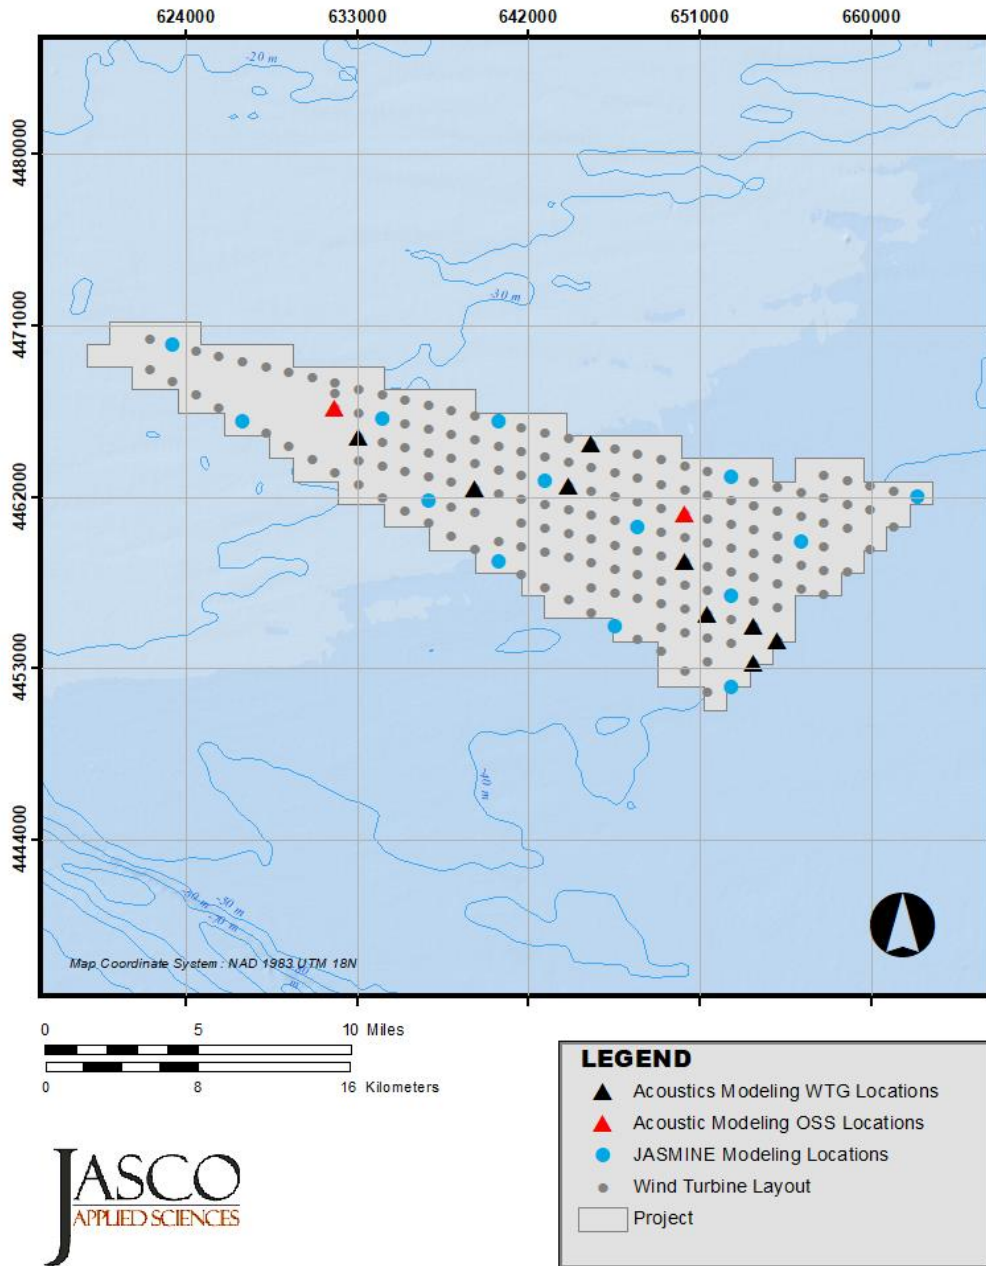 624000 633000 642000 651000 660000
-20 m
4480000
-30 m
4471000
4462000
4453000
-40 m
4444000
-50 m
-70 m
Map Coordinate System : NAD 1983 UTM 18N
m
0 5 10 Miles
0 8 16 Kilometers
LEGEND
Acoustics Modeling WTG Locations
Acoustic Modeling OSS Locations
JASMINE Modeling Locations
Wind Turbine Layout
Project
JASCO
APPLIED SCIENCES